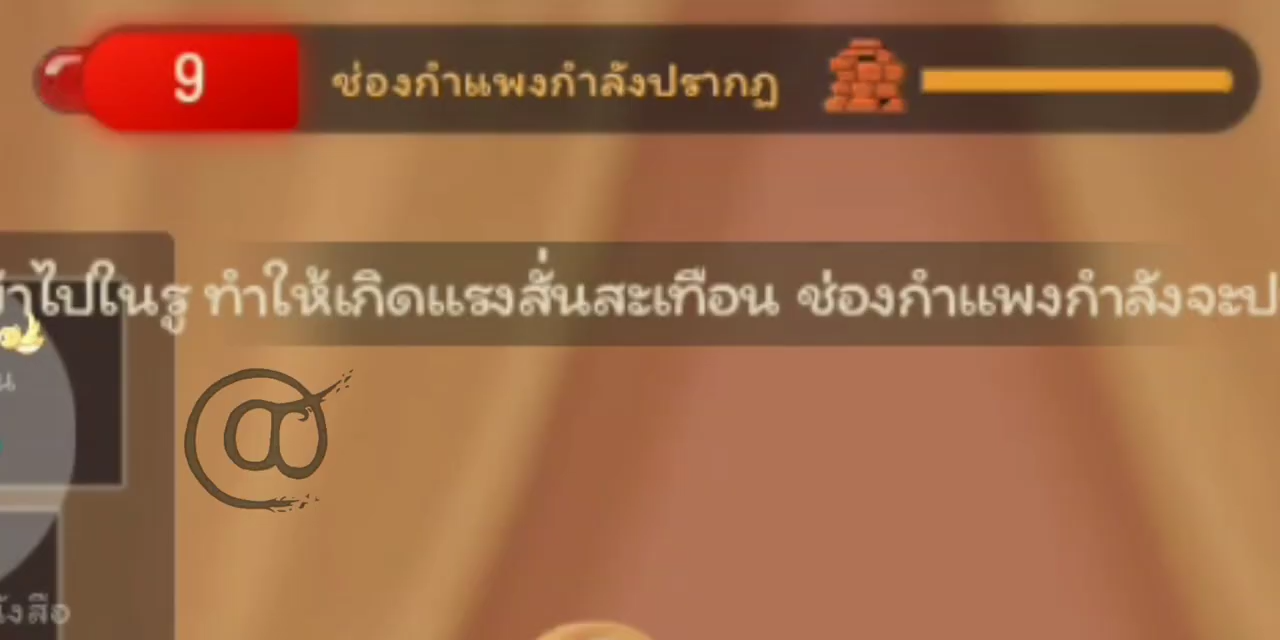 9 ช่องกำแพงกำลังปรากฏ
ไปในรู ทำให้เกิดแรงสั่นสะเทือน ช่องกำแพงกำลังจะป